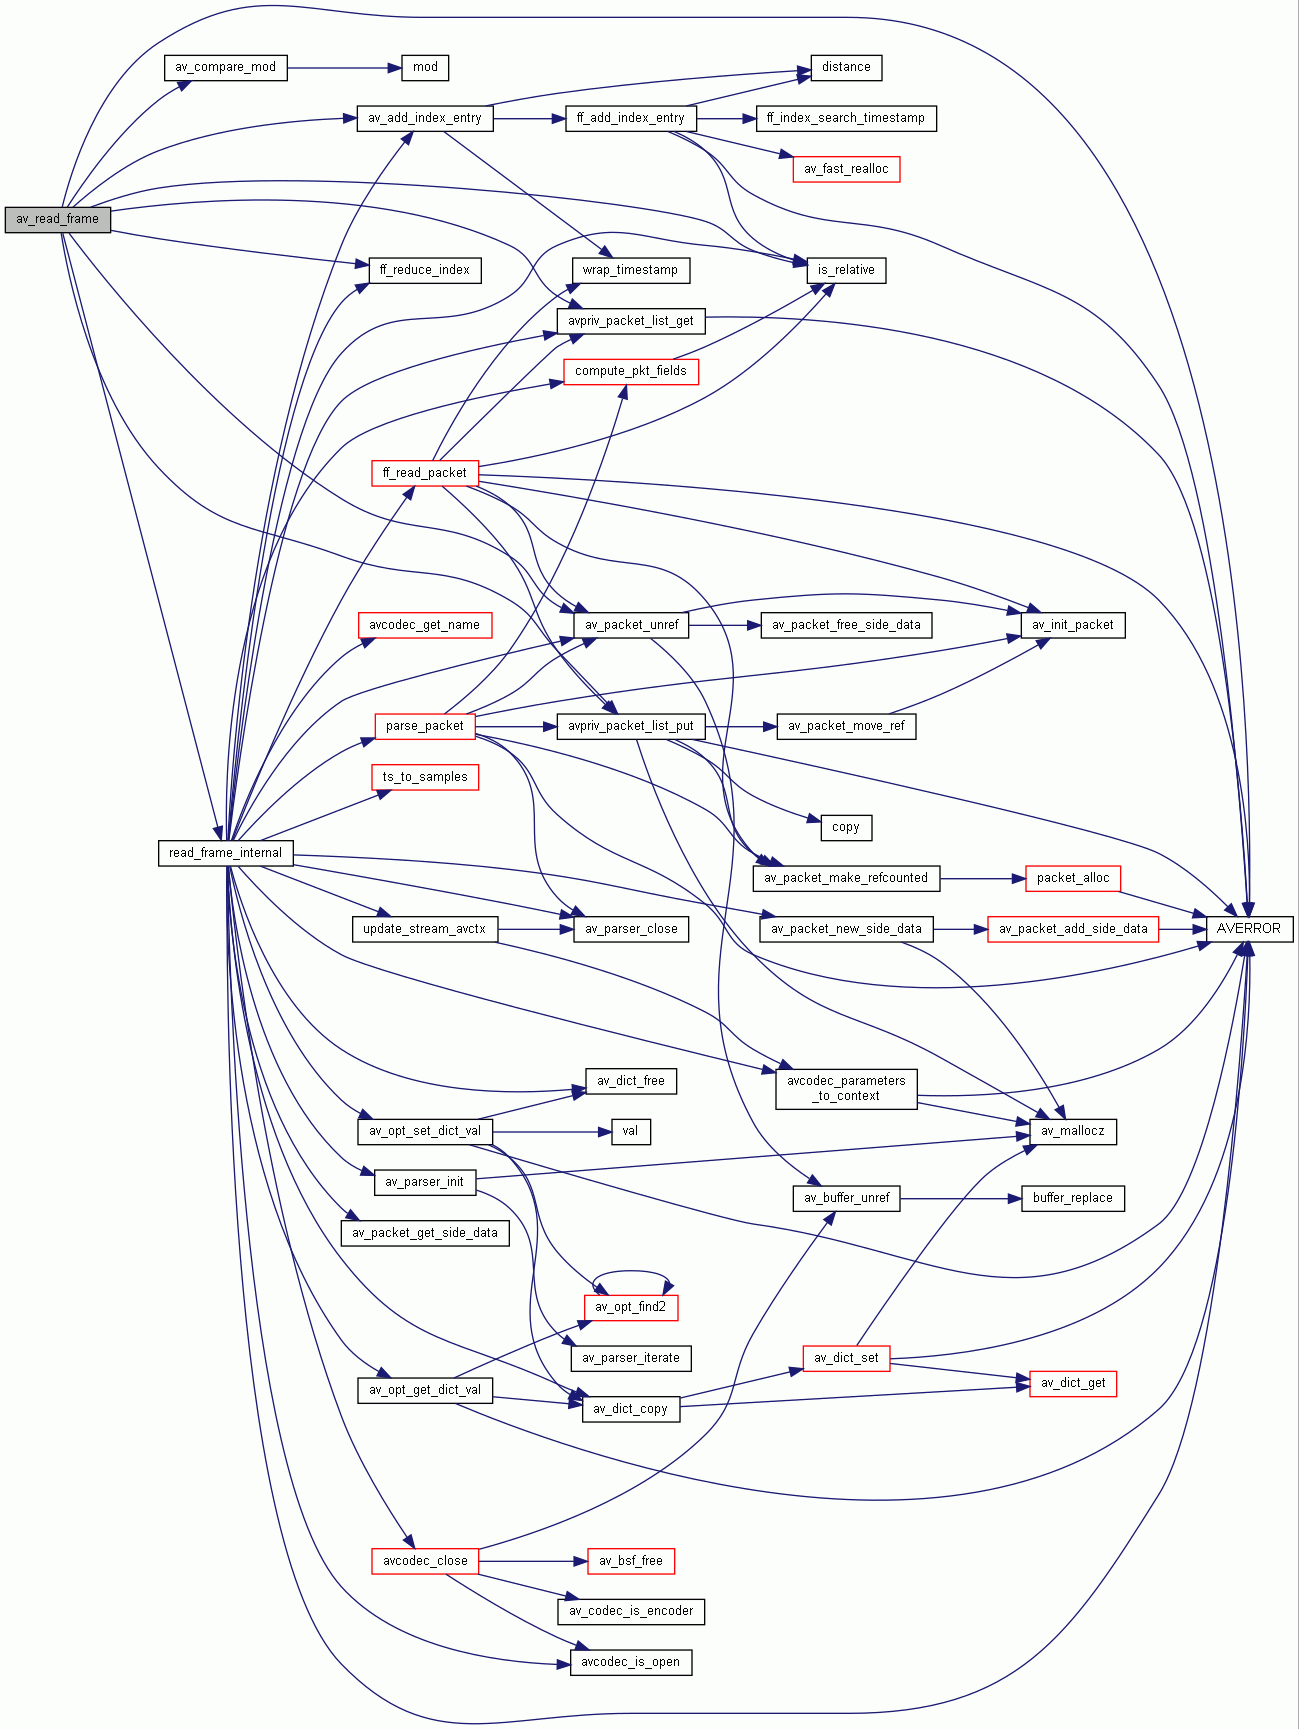 av_compare_mod
mod
distance
av_add_index_entry
ff_add_index_entry
ff_index_search_timestamp
av_fast_realloc
av_read_frame
ff_reduce_index
wrap_timestamp
is_relative
avpriv_packet_list_get
compute_pkt_fields
ff_read_packet
avcodec_get_name
av_packet_unref
av_packet_free_side_data
av_init_packet
parse_packet
avpriv_packet_list_put
av_packet_move_ref
ts_to_samples
copy
read_frame_internal
av_packet_make_refcounted
packet_alloc
update_stream_avctx
av_parser_close
av_packet_new_side_data
av_packet_add_side_data
AVERROR
av_dict_free
avcodec_parameters
_to_context
av_opt_set_dict_val
val
av_mallocz
av_parser_init
av_buffer_unref
buffer_replace
av_packet_get_side_data
av_opt_find2
av_parser_iterate
av_dict_set
av_opt_get_dict_val
av_dict_get
av_dict_copy
avcodec_close
av_bsf_free
av_codec_is_encoder
avcodec_is_open